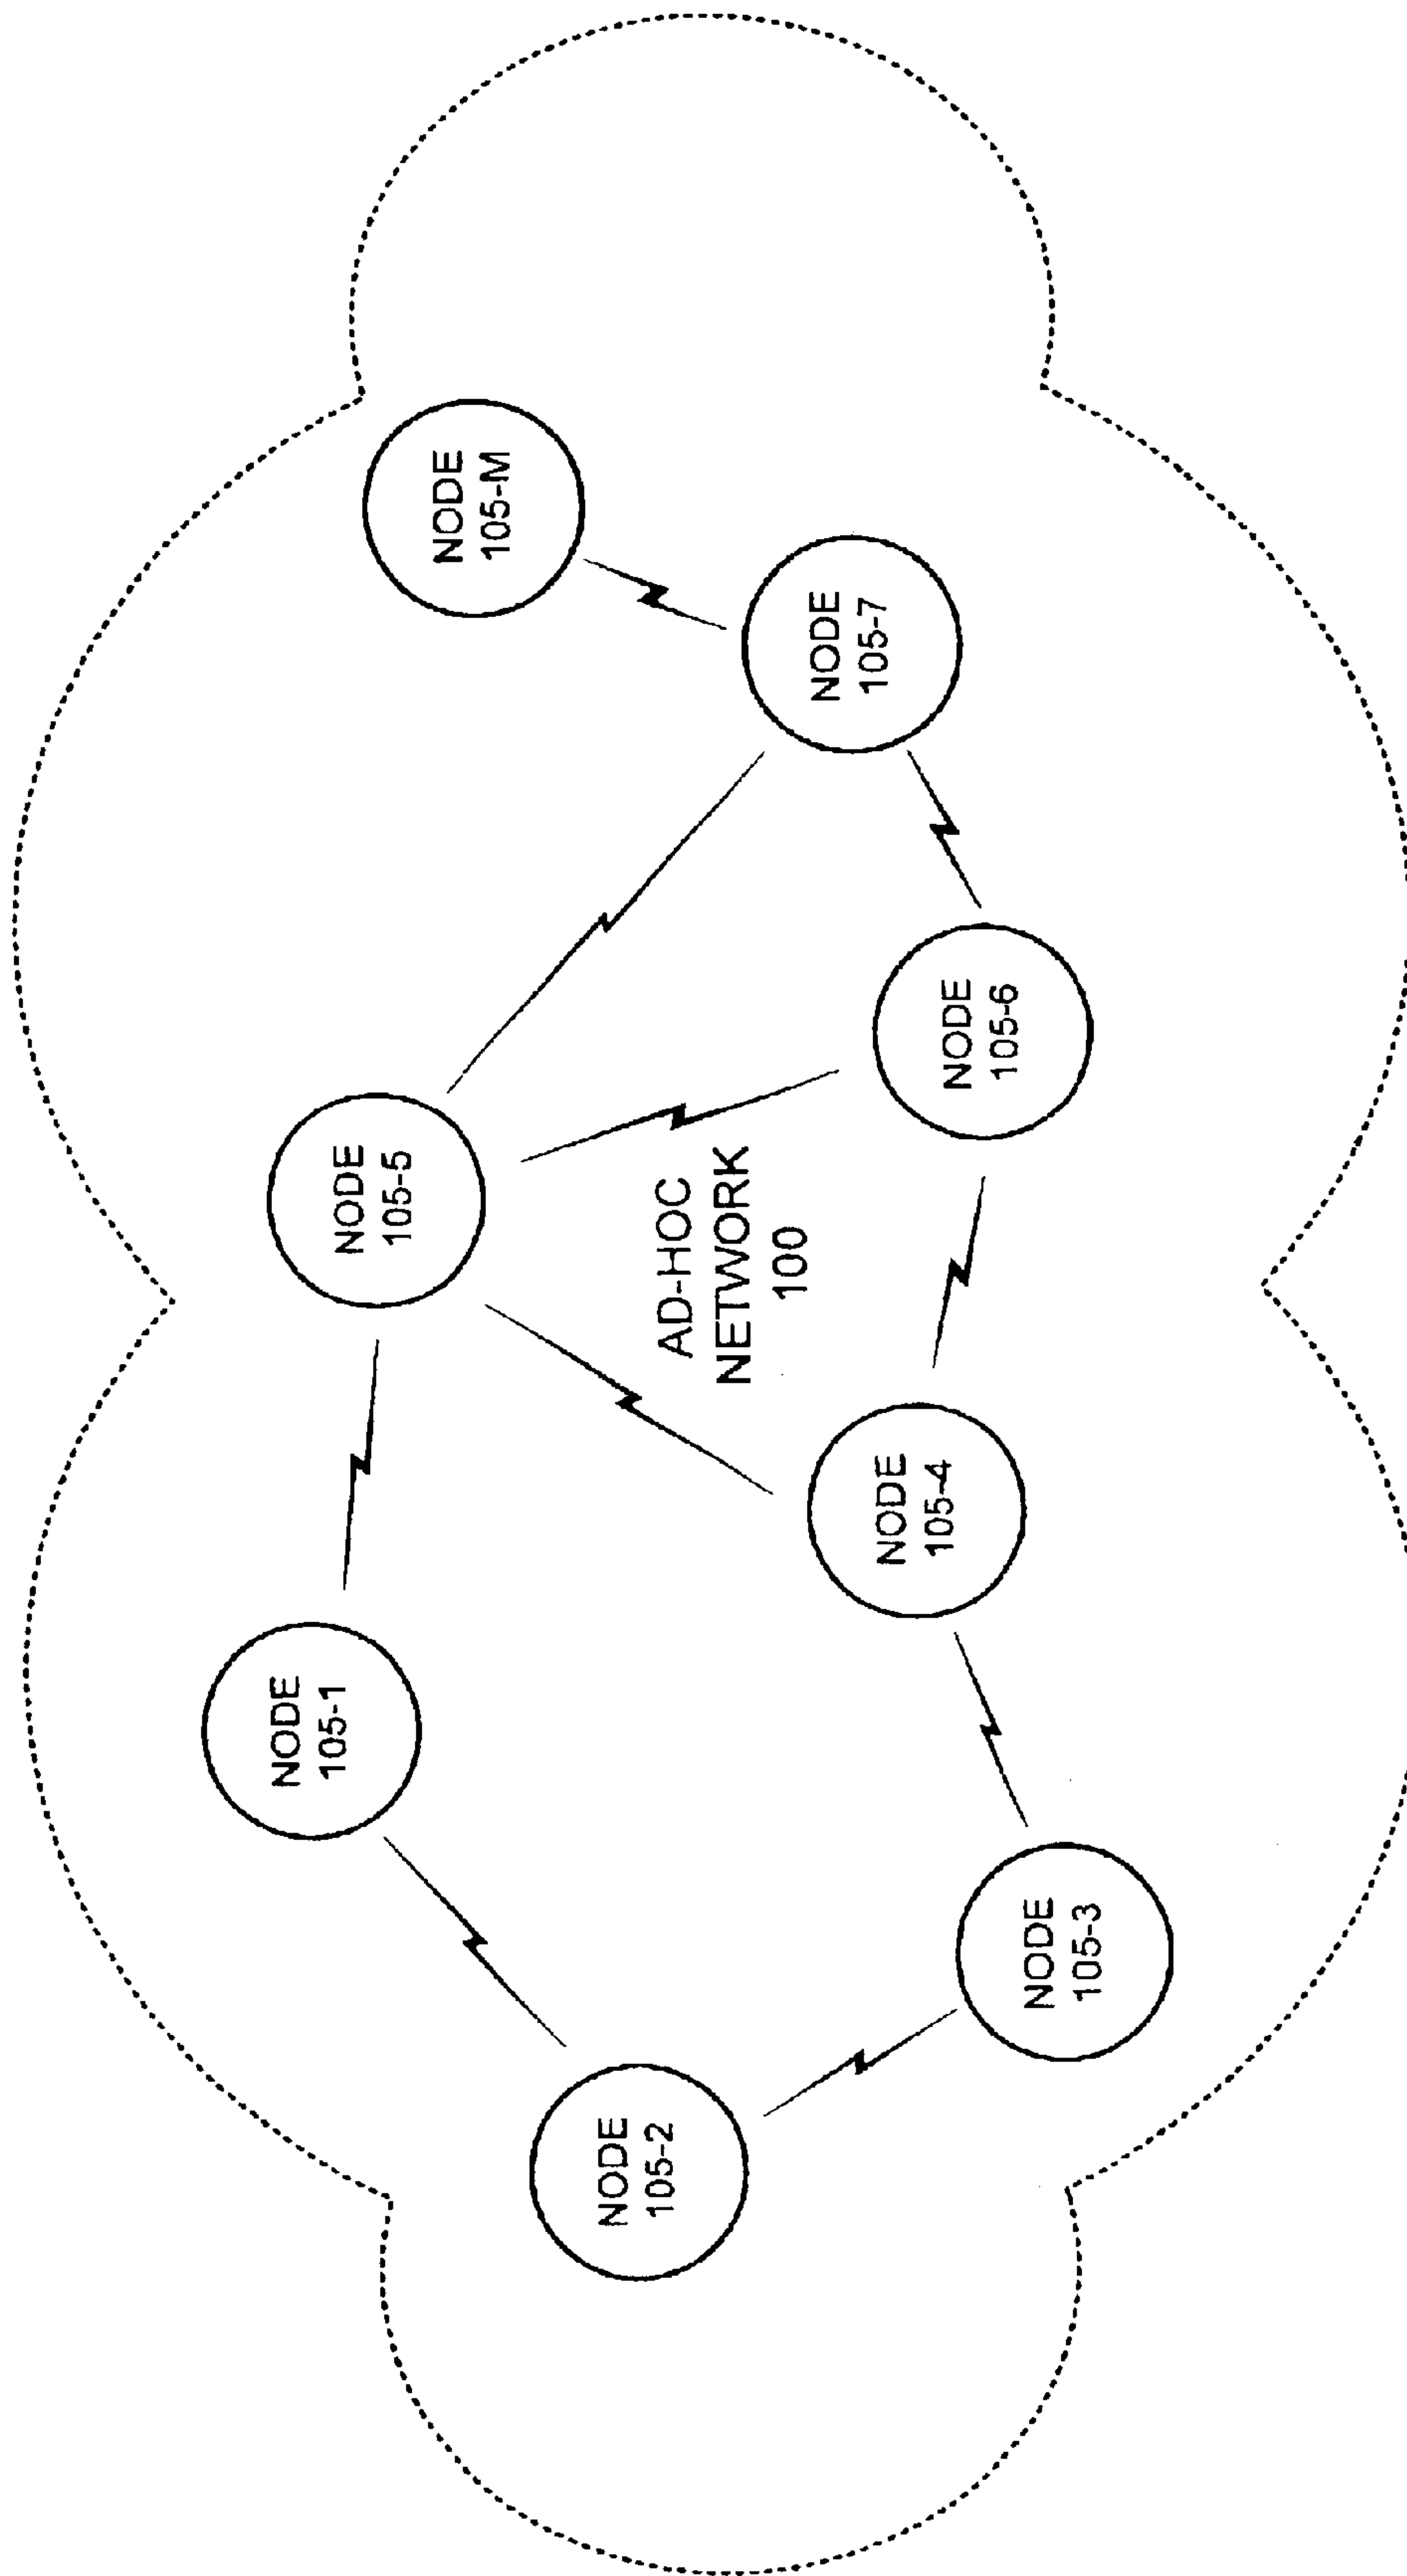 NODE
105-1
NODE
105-2
NODE
105-3
NODE
105-4
NODE
105-5
NODE
105-6
NODE
105-7
NODE
105-M
AD-HOC
NETWORK
100